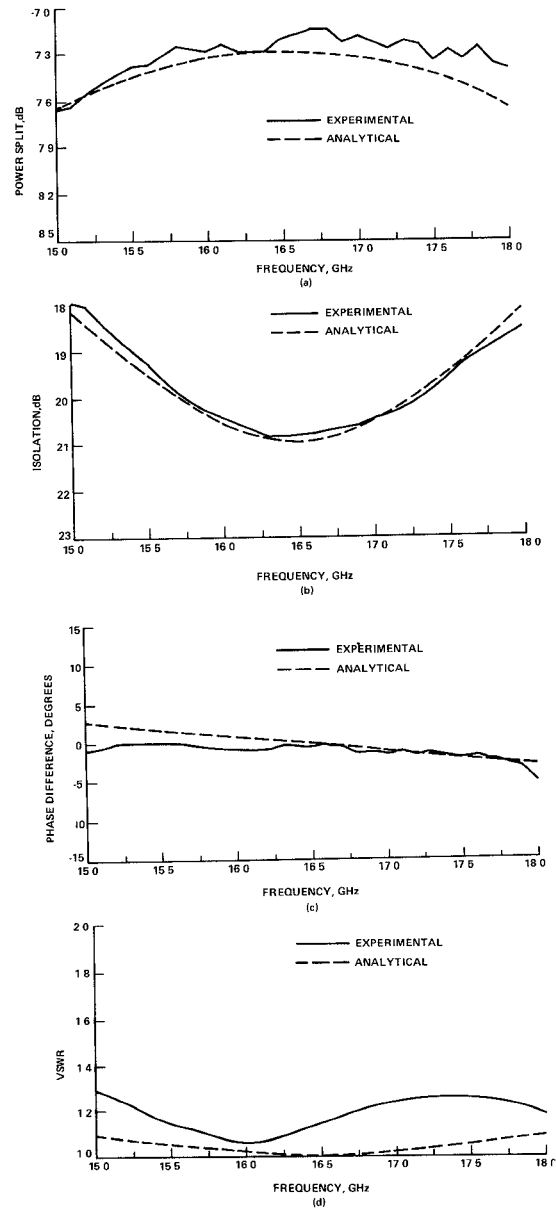 -7 0
7 3
7 6
7 9
8 2
8 5
POWER SPLIT,dB
EXPERIMENTAL
ANALYTICAL
15 0
15 5
16 0
16 5
17 0
17 5
18 0
FREQUENCY, GHz
(a)
18
19
20
21
22
23
ISOLATION,dB
EXPERIMENTAL
ANALYTICAL
15 0
15 5
16 0
16 5
17 0
17 5
18 0
FREQUENCY, GHz
(b)
15
10
5
0
-5
10
-15
PHASE DIFFERENCE, DEGREES
EXPERIMENTAL
ANALYTICAL
15 0
15 5
16 0
16 5
17 0
17 5
18 0
FREQUENCY, GHz
(c)
2 0
1 8
1 6
1 4
1 2
1 0
VSWR
EXPERIMENTAL
ANALYTICAL
15 0
15 5
16 0
16 5
17 0
17 5
18 0
FREQUENCY, GHz
(d)